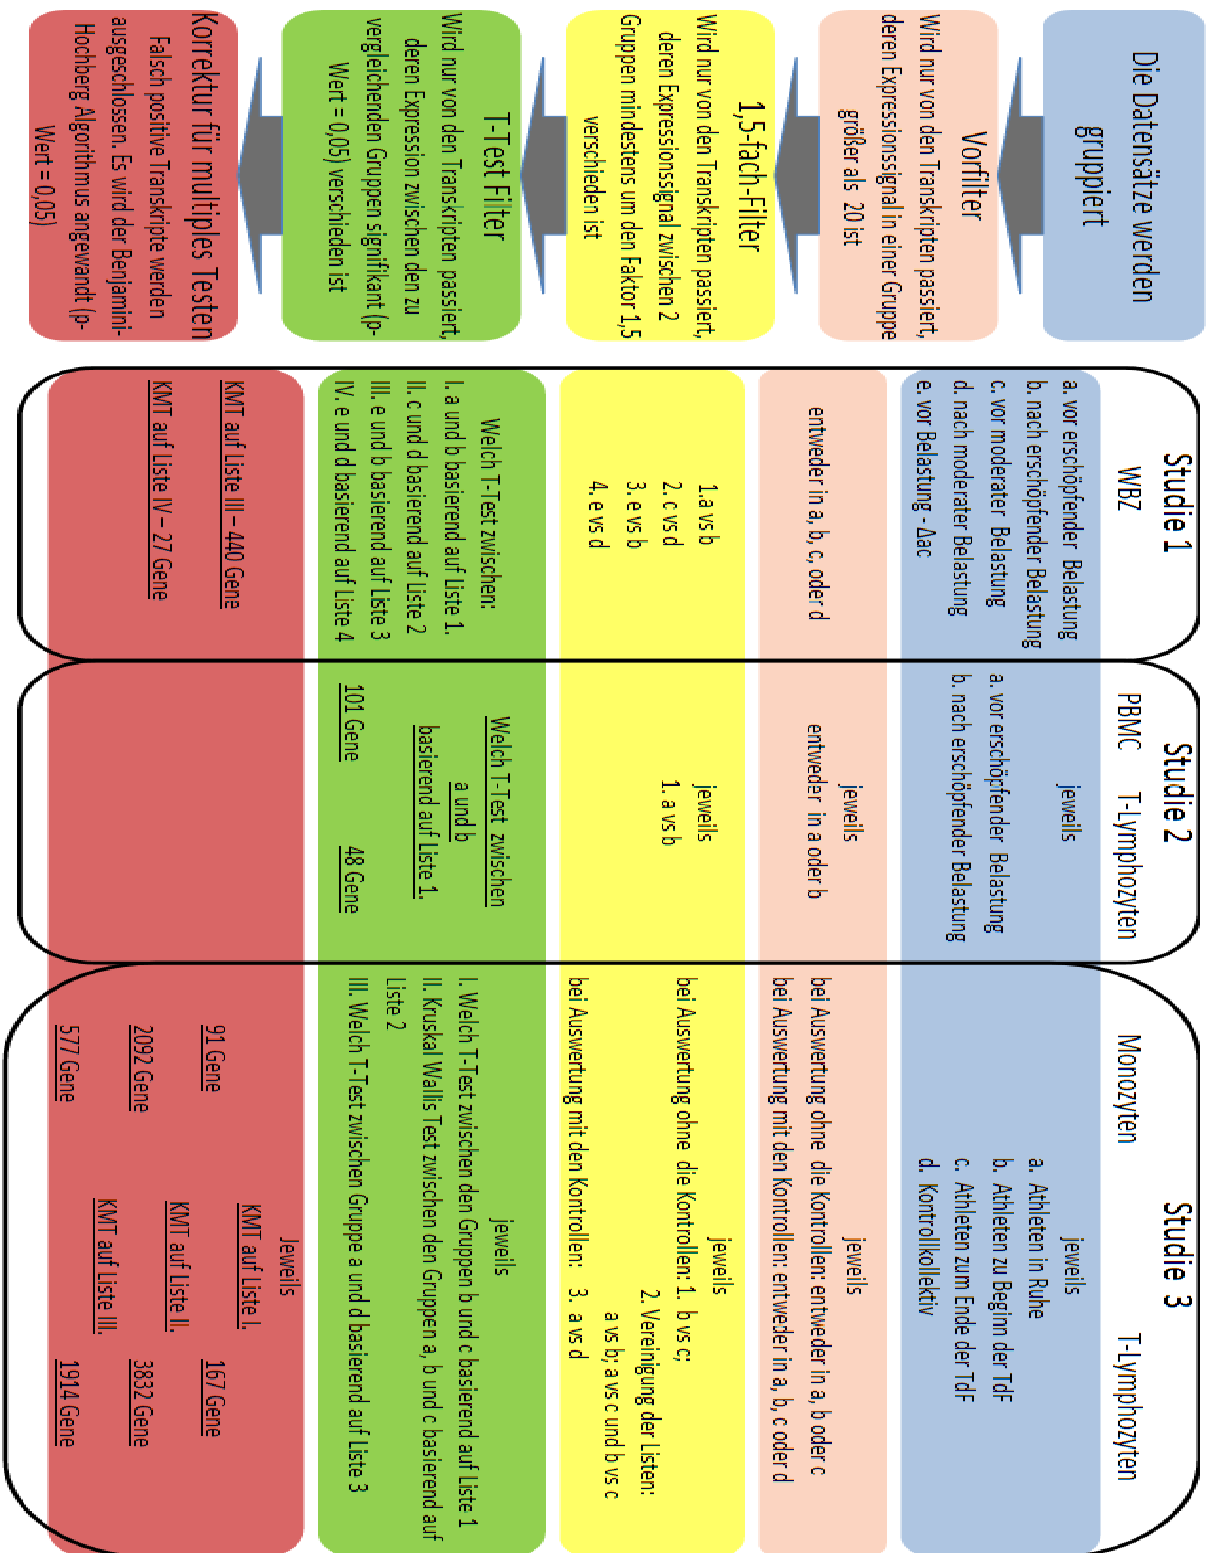 Die Datensätze werden
gruppiert
Vorfilter
Wird nur von den Transkripten passiert,
deren Expressionssignal in einer Gruppe
größer als 20 ist
1,5-fach-Filter
Wird nur von den Transkripten passiert,
deren Expressionssignal zwischen 2
Gruppen mindestens um den Faktor 1,5
verschieden ist
T-Test Filter
Wird nur von den Transkripten passiert,
deren Expression zwischen den zu
vergleichenden Gruppen signifikant (p-
Wert = 0,05) verschieden ist
Korrektur für multiples Testen
Falsch positive Transkripte werden
ausgeschlossen. Es wird der Benjamini-
Hochberg Algorithmus angewandt (p-
Wert = 0,05)
Studie 1
WBZ
a. vor erschöpfender Belastung
b. nach erschöpfender Belastung
c. vor moderater Belastung
d. nach moderater Belastung
e. vor Belastung - Δac
entweder in a, b, c, oder d
1.a vs b
2. c vs d
3. e vs b
4. e vs d
Welch T-Test zwischen:
I. a und b basierend auf Liste 1.
II. c und d basierend auf Liste 2
III. e und b basierend auf Liste 3
IV. e und d basierend auf Liste 4
KMT auf Liste III – 440 Gene
KMT auf Liste IV – 27 Gene
Studie 2
PBMC T-Lymphozyten
jeweils
a. vor erschöpfender Belastung
b. nach erschöpfender Belastung
jeweils
entweder in a oder b
jeweils
1. a vs b
Welch T-Test zwischen
a und b
basierend auf Liste 1.
101 Gene 48 Gene
Studie 3
Monozyten T-Lymphozyten
jeweils
a. Athleten in Ruhe
b. Athleten zu Beginn der TdF
c. Athleten zum Ende der TdF
d. Kontrollkollektiv
jeweils
bei Auswertung ohne die Kontrollen: entweder in a, b oder c
bei Auswertung mit den Kontrollen: entweder in a, b, c oder d
jeweils
bei Auswertung ohne die Kontrollen: 1. b vs c;
2. Vereinigung der Listen:
a vs b; a vs c und b vs c
bei Auswertung mit den Kontrollen: 3. a vs d
jeweils
I. Welch T-Test zwischen den Gruppen b und c basierend auf Liste 1
II. Kruskal Wallis Test zwischen den Gruppen a, b und c basierend auf
Liste 2
III. Welch T-Test zwischen Gruppe a und d basierend auf Liste 3
jeweils
KMT auf Liste I.
91 Gene 167 Gene
KMT auf Liste II.
2092 Gene 3832 Gene
KMT auf Liste III.
577 Gene 1914 Gene